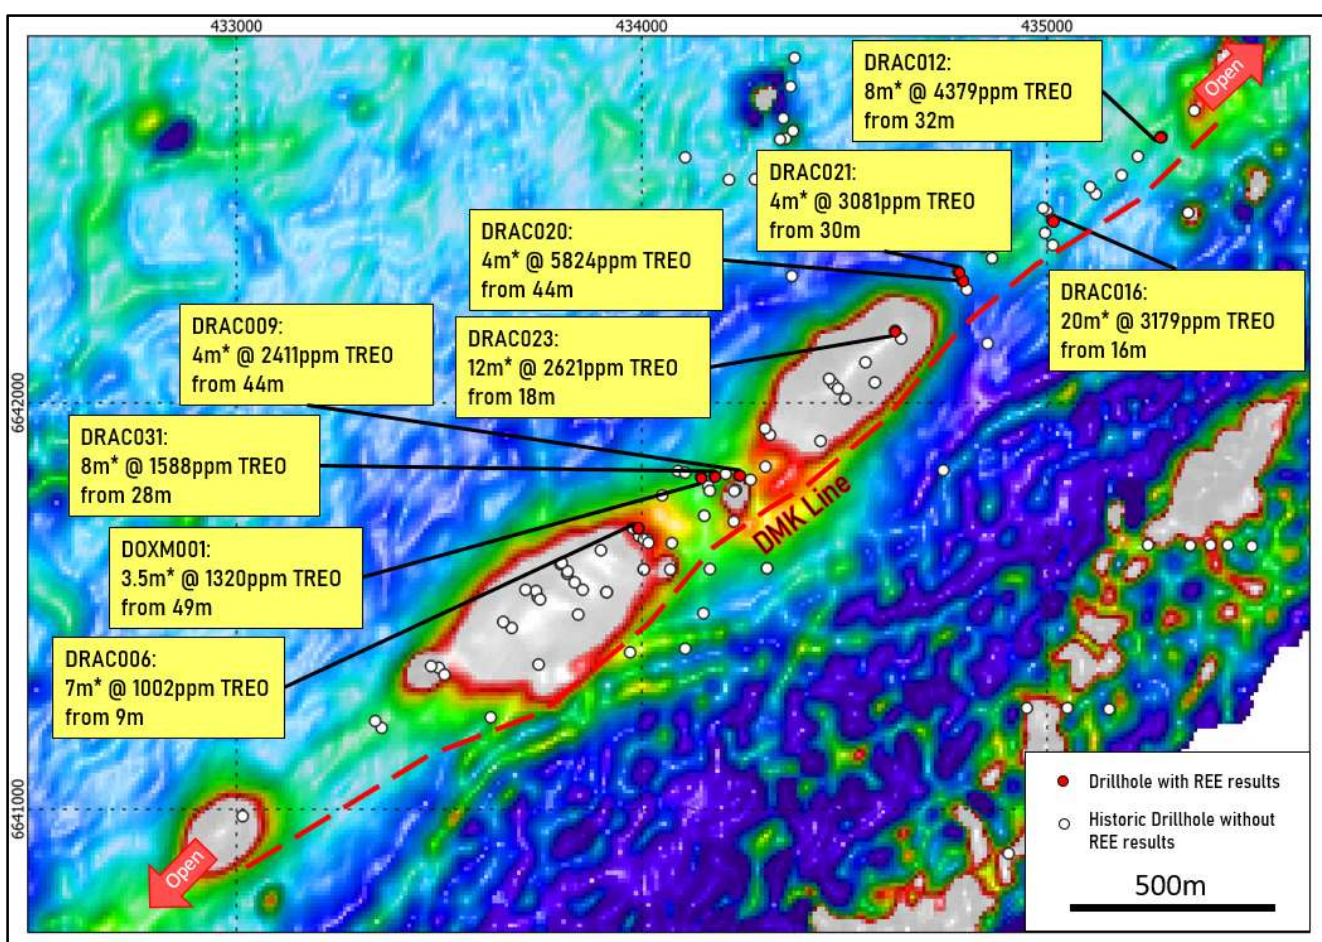 433000
434000
435000
DRAC012:
8m* @ 4379ppm TREO
from 32m
Open
DRAC021:
4m* @ 3081ppm TREO
from 30m
DRAC020:
4m* @ 5824ppm TREO
from 44m
DRAC016:
20m* @ 3179ppm TREO
from 16m
DRAC009:
4m* @ 2411ppm TREO
from 44m
DRAC023:
12m* @ 2621ppm TREO
from 18m
6642000
DRAC031:
8m* @ 1588ppm TREO
from 28m
DMK Line
DOXM001:
3.5m* @ 1320ppm TREO
from 49m
DRAC006:
7m* @ 1002ppm TREO
from 9m
6641000
Open
Drillhole with REE results
Historic Drillhole without
REE results
500m